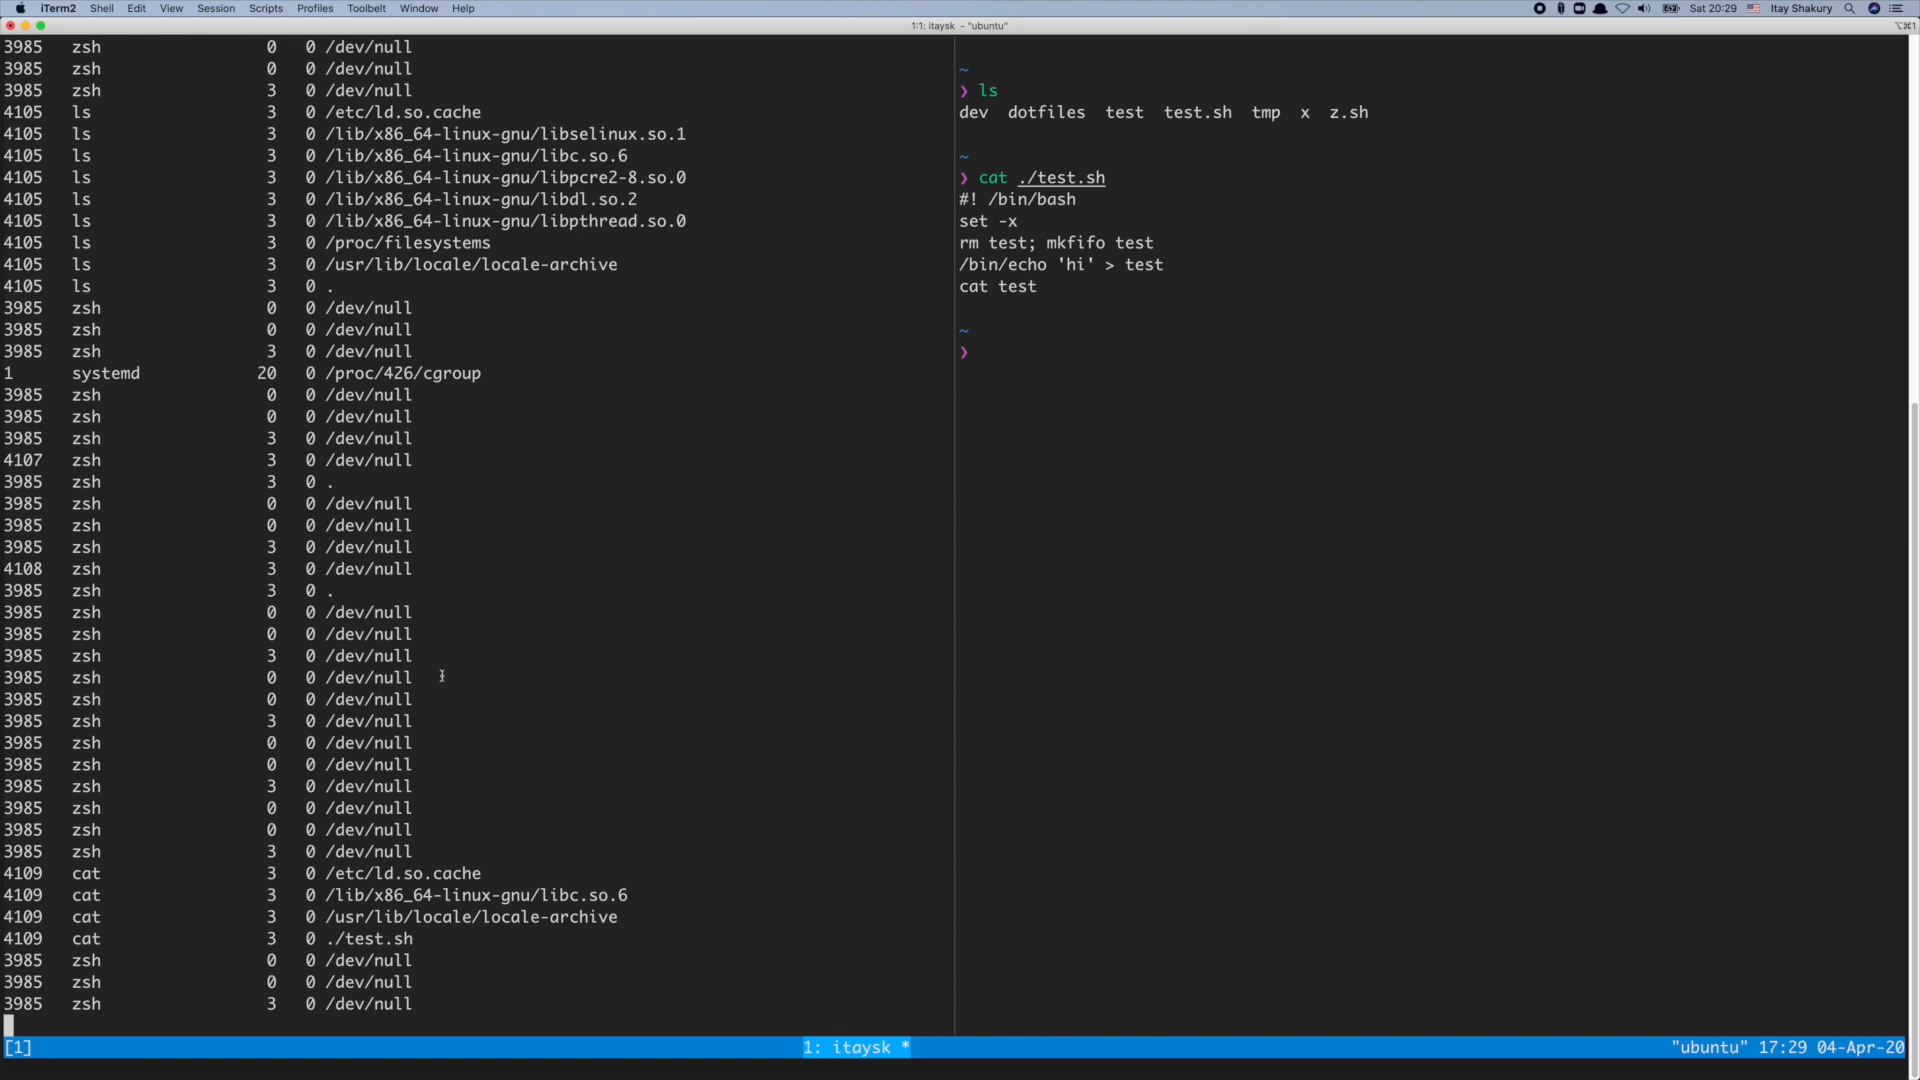 iTerm2 Shell Edit View Session Scripts Profiles Toolbelt Window Help Sat 20:29 Itay Shakury
1:1: itaysk - "ubuntu" ⌥⌘1
3985 zsh 0 0 /dev/null
3985 zsh 0 0 /dev/null
3985 zsh 3 0 /dev/null
4105 ls 3 0 /etc/ld.so.cache
4105 ls 3 0 /lib/x86_64-linux-gnu/libselinux.so.1
4105 ls 3 0 /lib/x86_64-linux-gnu/libc.so.6
4105 ls 3 0 /lib/x86_64-linux-gnu/libpcre2-8.so.0
4105 ls 3 0 /lib/x86_64-linux-gnu/libdl.so.2
4105 ls 3 0 /lib/x86_64-linux-gnu/libpthread.so.0
4105 ls 3 0 /proc/filesystems
4105 ls 3 0 /usr/lib/locale/locale-archive
4105 ls 3 0 .
3985 zsh 0 0 /dev/null
3985 zsh 0 0 /dev/null
3985 zsh 3 0 /dev/null
1 systemd 20 0 /proc/426/cgroup
3985 zsh 0 0 /dev/null
3985 zsh 0 0 /dev/null
3985 zsh 3 0 /dev/null
4107 zsh 3 0 /dev/null
3985 zsh 3 0 .
3985 zsh 0 0 /dev/null
3985 zsh 0 0 /dev/null
3985 zsh 3 0 /dev/null
4108 zsh 3 0 /dev/null
3985 zsh 3 0 .
3985 zsh 0 0 /dev/null
3985 zsh 0 0 /dev/null
3985 zsh 3 0 /dev/null
3985 zsh 0 0 /dev/null
3985 zsh 0 0 /dev/null
3985 zsh 3 0 /dev/null
3985 zsh 0 0 /dev/null
3985 zsh 0 0 /dev/null
3985 zsh 3 0 /dev/null
3985 zsh 0 0 /dev/null
3985 zsh 0 0 /dev/null
3985 zsh 3 0 /dev/null
4109 cat 3 0 /etc/ld.so.cache
4109 cat 3 0 /lib/x86_64-linux-gnu/libc.so.6
4109 cat 3 0 /usr/lib/locale/locale-archive
4109 cat 3 0 ./test.sh
3985 zsh 0 0 /dev/null
3985 zsh 0 0 /dev/null
3985 zsh 3 0 /dev/null
~
❯ ls
dev dotfiles test test.sh tmp x z.sh
~
❯ cat ./test.sh
#! /bin/bash
set -x
rm test; mkfifo test
/bin/echo 'hi' > test
cat test
~
❯
[1] 1: itaysk * "ubuntu" 17:29 04-Apr-20